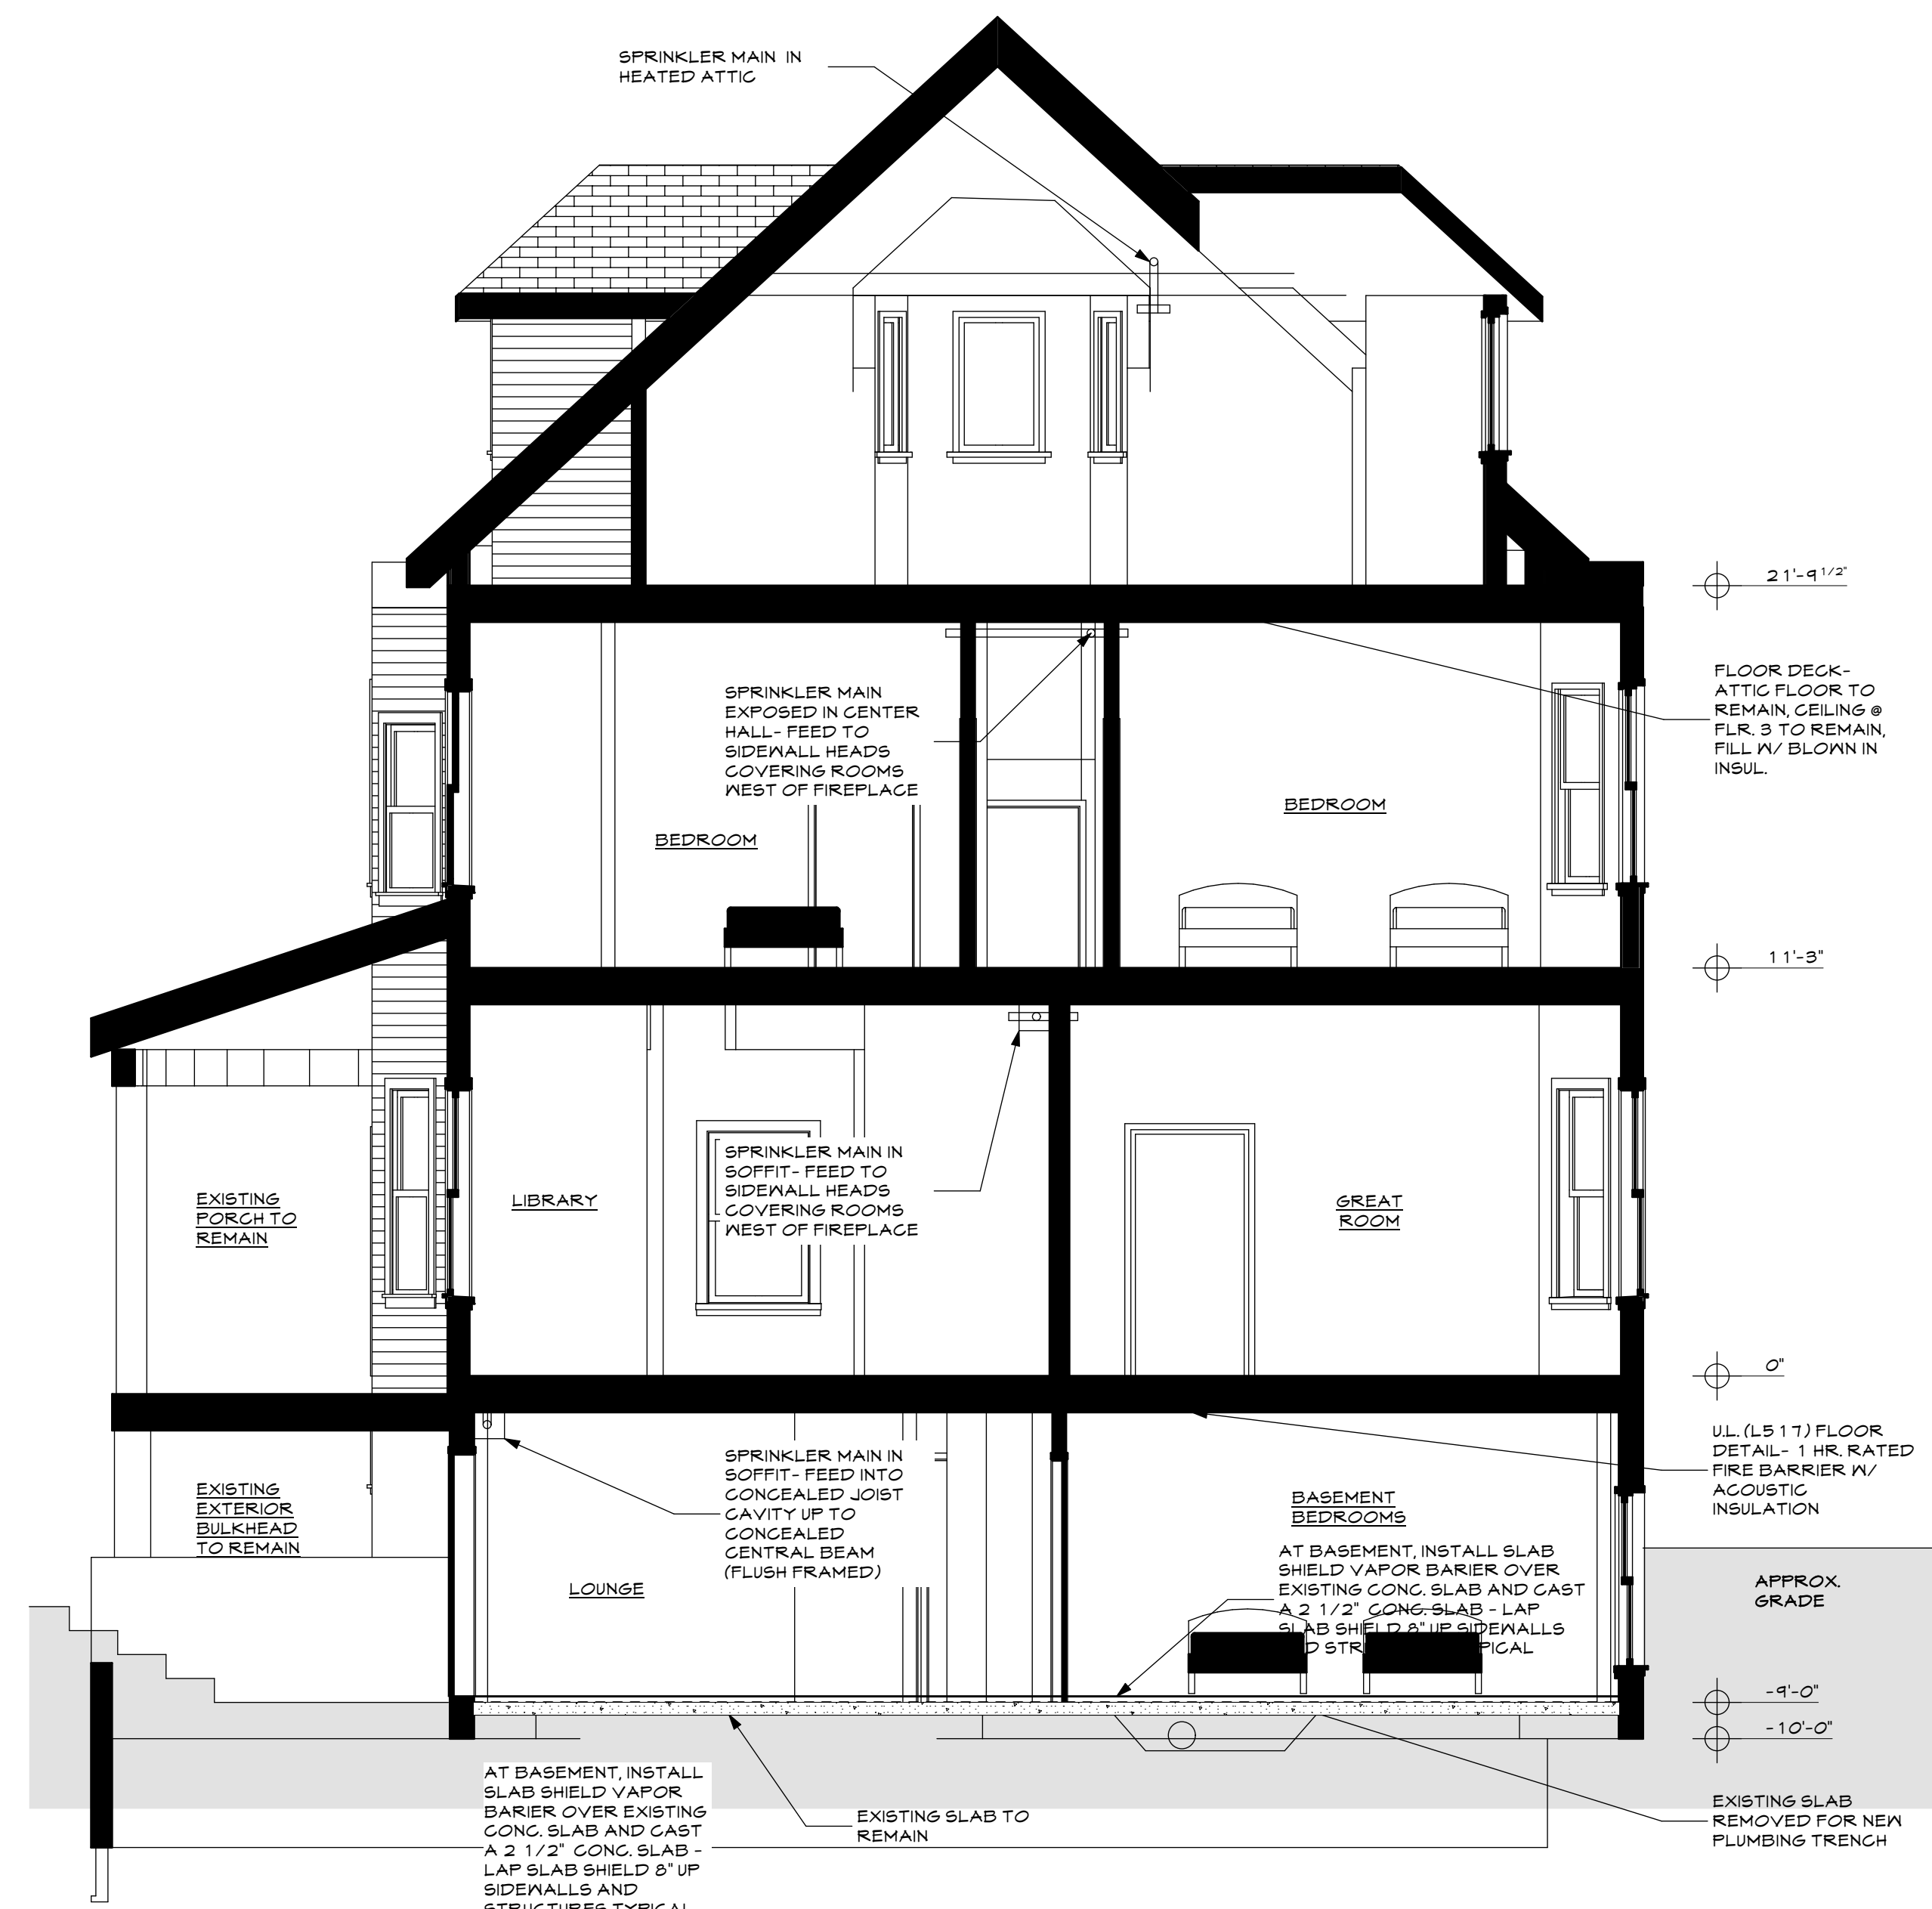 SPRINKLER MAIN IN
HEATED ATTIC
21'-9 1/2"
FLOOR DECK-
ATTIC FLOOR TO
REMAIN, CEILING @
FLR. 3 TO REMAIN,
FILL W/ BLOWN IN
INSUL.
SPRINKLER MAIN
EXPOSED IN CENTER
HALL- FEED TO
SIDEWALL HEADS
COVERING ROOMS
WEST OF FIREPLACE
BEDROOM
BEDROOM
11'-3"
SPRINKLER MAIN IN
SOFFIT- FEED TO
SIDEWALL HEADS
COVERING ROOMS
WEST OF FIREPLACE
EXISTING
PORCH TO
REMAIN
LIBRARY
GREAT
ROOM
0"
U.L. (L517) FLOOR
DETAIL- 1 HR. RATED
FIRE BARRIER W/
ACOUSTIC
INSULATION
EXISTING
EXTERIOR
BULKHEAD
TO REMAIN
SPRINKLER MAIN IN
SOFFIT- FEED INTO
CONCEALED JOIST
CAVITY UP TO
CONCEALED
CENTRAL BEAM
(FLUSH FRAMED)
LOUNGE
BASEMENT
BEDROOMS
AT BASEMENT, INSTALL SLAB
SHIELD VAPOR BARIER OVER
EXISTING CONC. SLAB AND CAST
A 2 1/2" CONC. SLAB - LAP
SLAB SHIELD 8" UP SIDEWALLS
APPROX.
GRADE
-9'-0"
-10'-0"
AT BASEMENT, INSTALL
SLAB SHIELD VAPOR
BARIER OVER EXISTING
CONC. SLAB AND CAST
A 2 1/2" CONC. SLAB -
LAP SLAB SHIELD 8" UP
SIDEWALLS AND
STRUCTURES TYPICAL
EXISTING SLAB TO
REMAIN
EXISTING SLAB
REMOVED FOR NEW
PLUMBING TRENCH